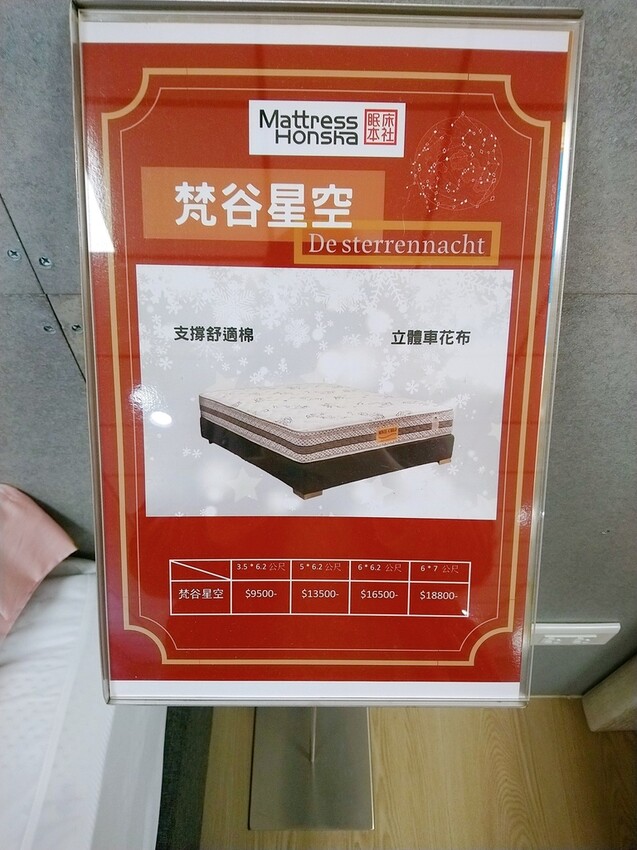 Mattress
Honska
眠床
本社
梵谷星空
De sterrennacht
支撐舒適棉
立體車花布
3.5 * 6.2 公尺 5 * 6.2 公尺 6 * 6.2 公尺 6 * 7 公尺
梵谷星空 $9500- $13500- $16500- $18800-